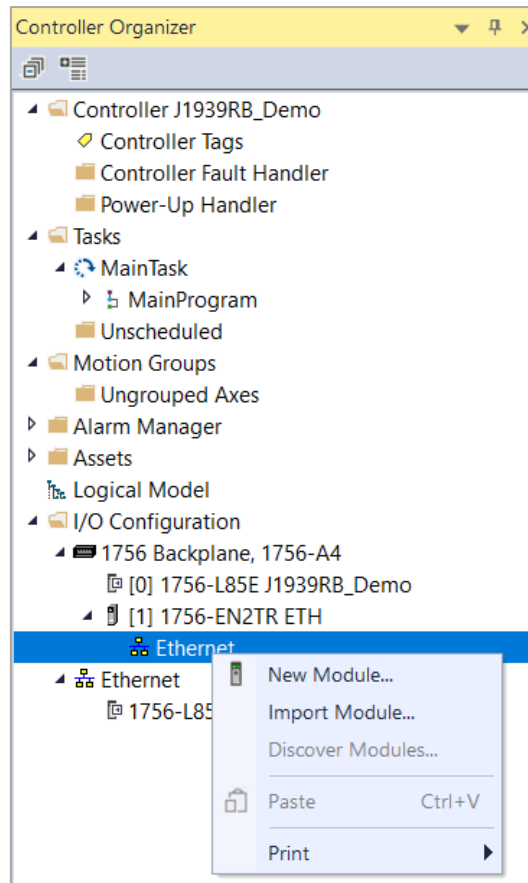 Controller Organizer
Controller J1939RB_Demo
Controller Tags
Controller Fault Handler
Power-Up Handler
Tasks
MainTask
MainProgram
Unscheduled
Motion Groups
Ungrouped Axes
Alarm Manager
Assets
Logical Model
I/O Configuration
1756 Backplane, 1756-A4
[0] 1756-L85E J1939RB_Demo
[1] 1756-EN2TR ETH
Ethernet
Ethernet
1756-L85
New Module...
Import Module...
Discover Modules...
Paste Ctrl+V
Print